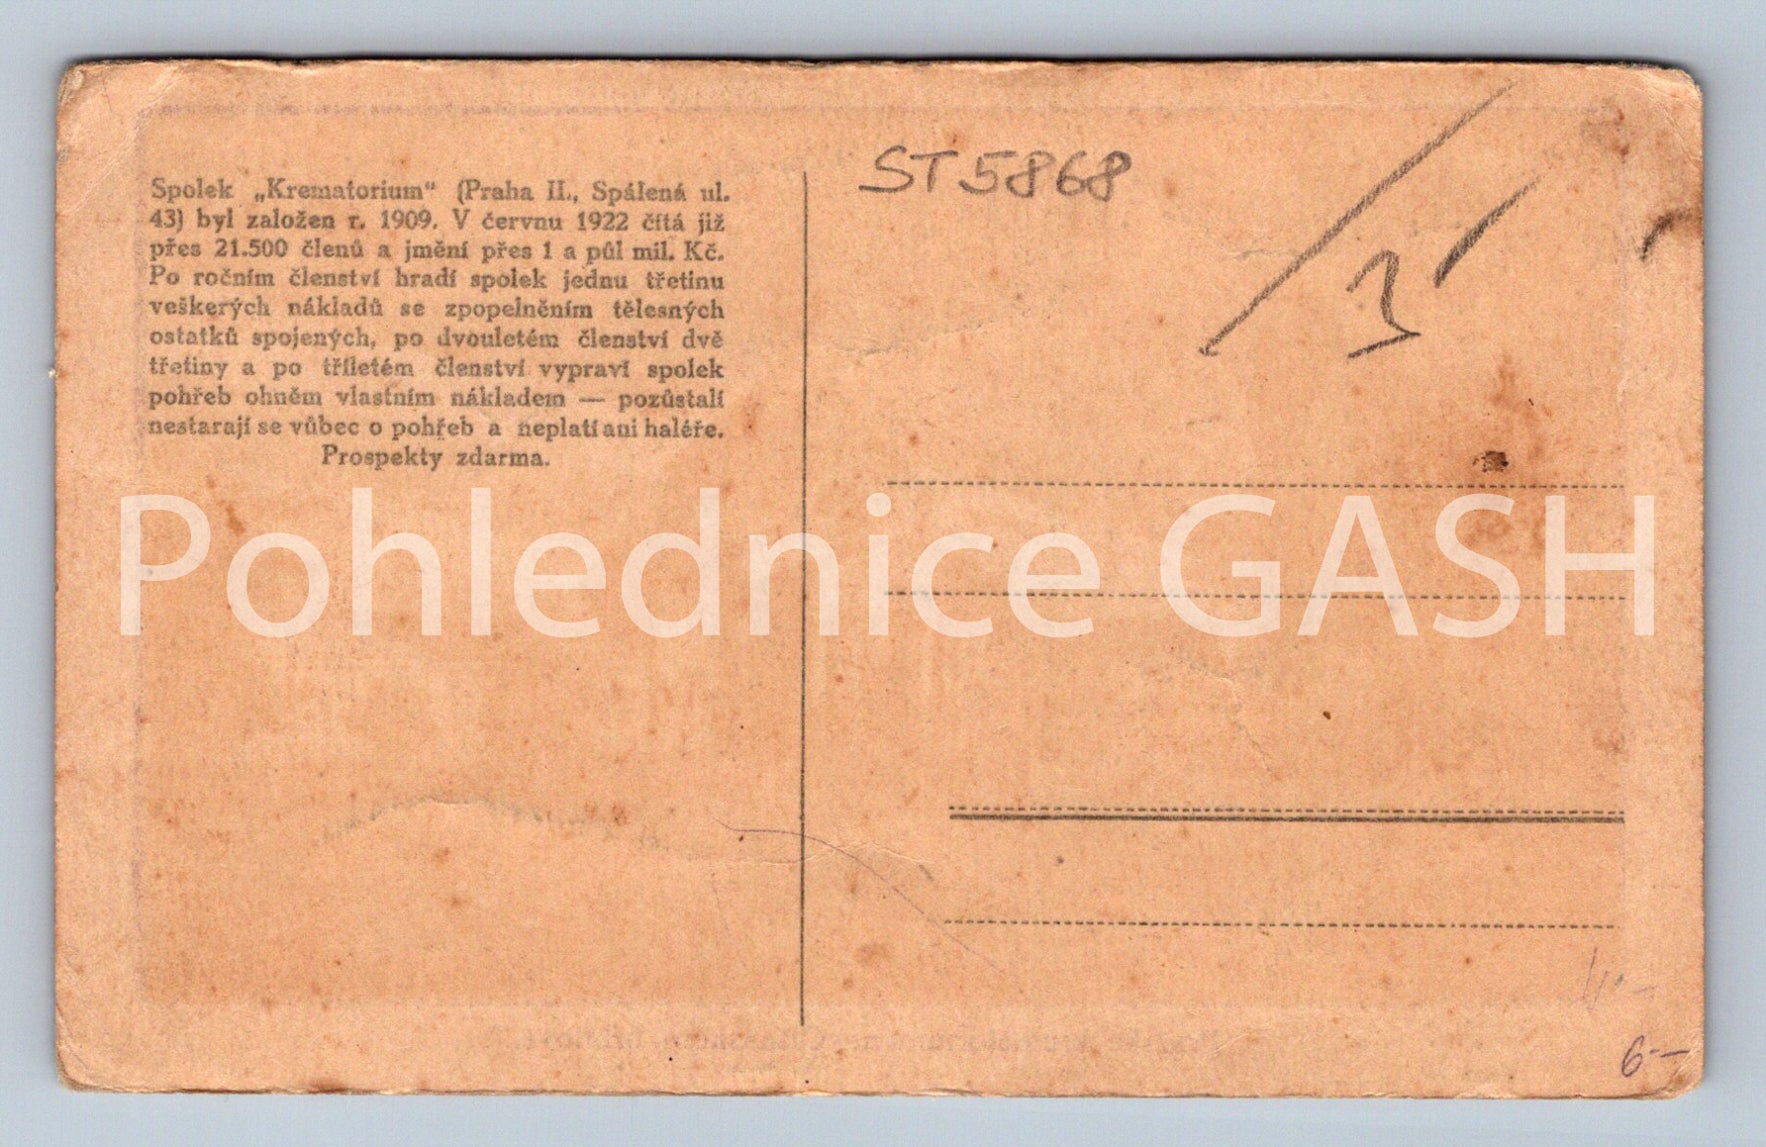 Spolek „Krematorium“ (Praha II., Spálená ul.
43) byl založen r. 1909. V červnu 1922 čítá již
přes 21.500 členů a jmění přes 1 a půl mil. Kč.
Po ročním členství hradí spolek jednu třetinu
veškerých nákladů se zpopelněním tělesných
ostatků spojených, po dvouletém členství dvě
třetiny a po tříletém členství vypraví spolek
pohřeb ohněm vlastním nákladem — pozůstalí
nestarají se vůbec o pohřeb a neplatí ani haléře.
Prospekty zdarma.
ST5868
Pohlednice GASH
4·-
6·-